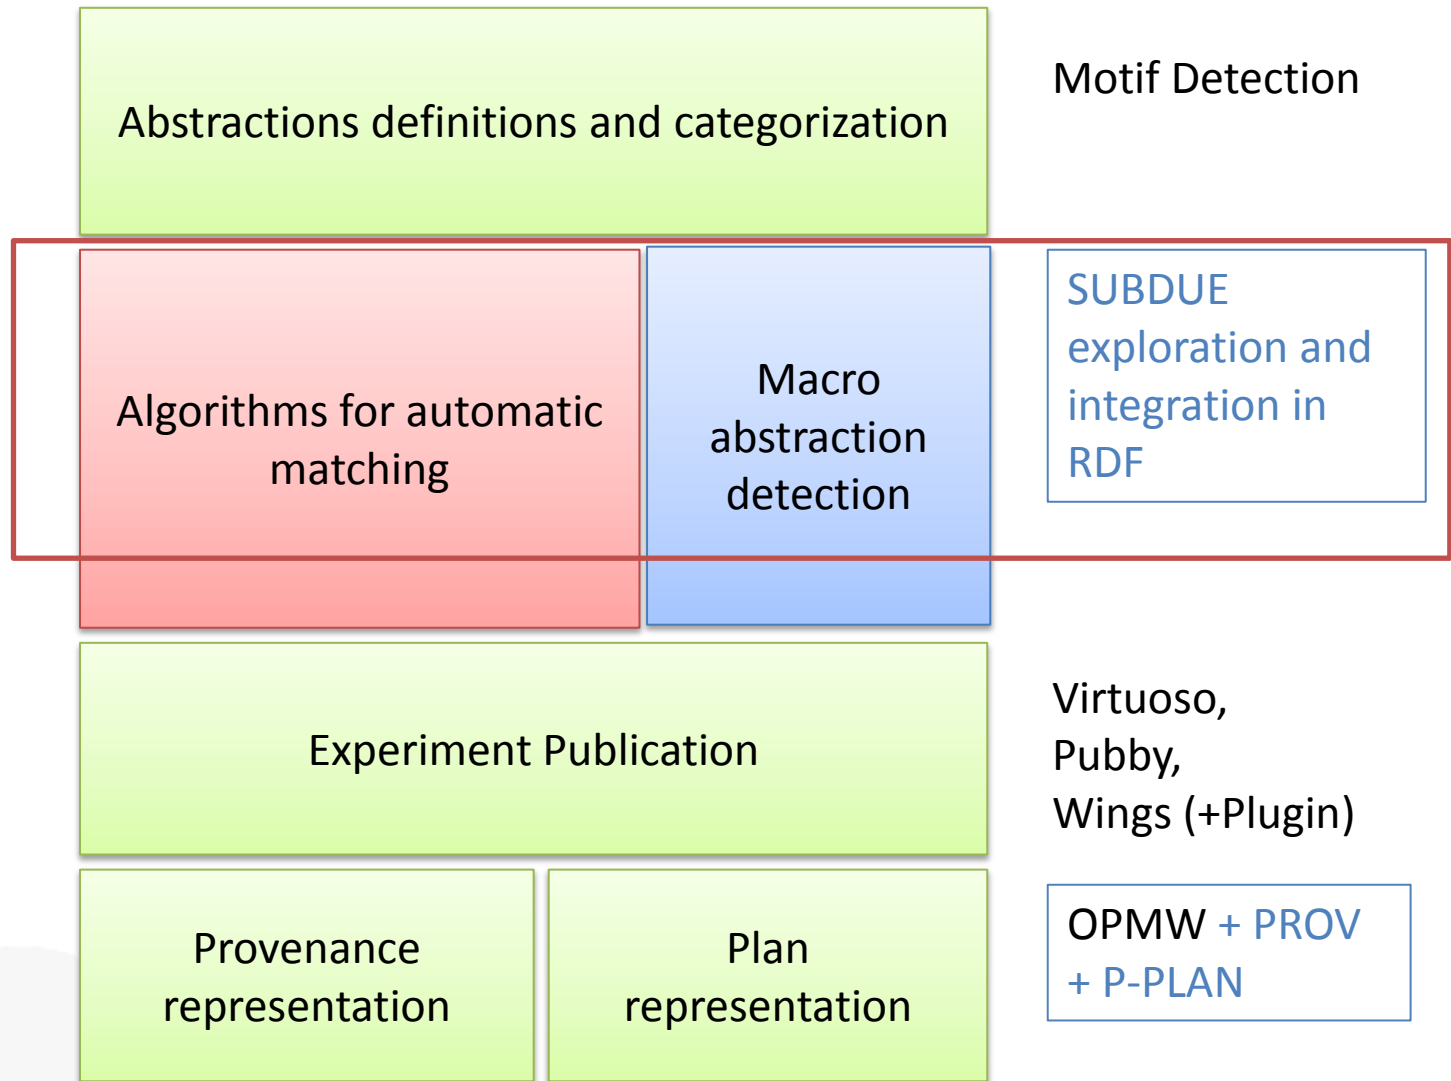 Abstractions definitions and categorization
Motif Detection
Algorithms for automatic
matching
Macro
abstraction
detection
SUBDUE
exploration and
integration in
RDF
Experiment Publication
Virtuoso,
Pubby,
Wings (+Plugin)
Provenance
representation
Plan
representation
OPMW + PROV
+ P-PLAN